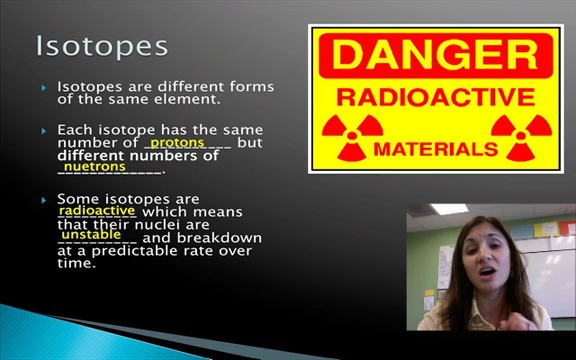 Isotopes
Isotopes are different forms
of the same element.
Each isotope has the same
number of protons but
different numbers of
nuetrons.
Some isotopes are
radioactive which means
that their nuclei are
unstable and breakdown
at a predictable rate over
time.
DANGER
RADIOACTIVE
MATERIALS